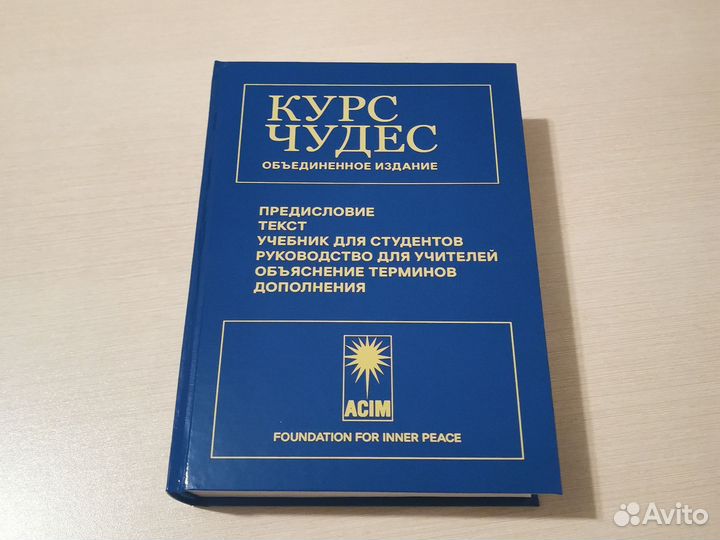 КУРС
ЧУДЕС
ОБЪЕДИНЕННОЕ ИЗДАНИЕ
ПРЕДИСЛОВИЕ
ТЕКСТ
УЧЕБНИК ДЛЯ СТУДЕНТОВ
РУКОВОДСТВО ДЛЯ УЧИТЕЛЕЙ
ОБЪЯСНЕНИЕ ТЕРМИНОВ
ДОПОЛНЕНИЯ
ACIM
FOUNDATION FOR INNER PEACE
Avito